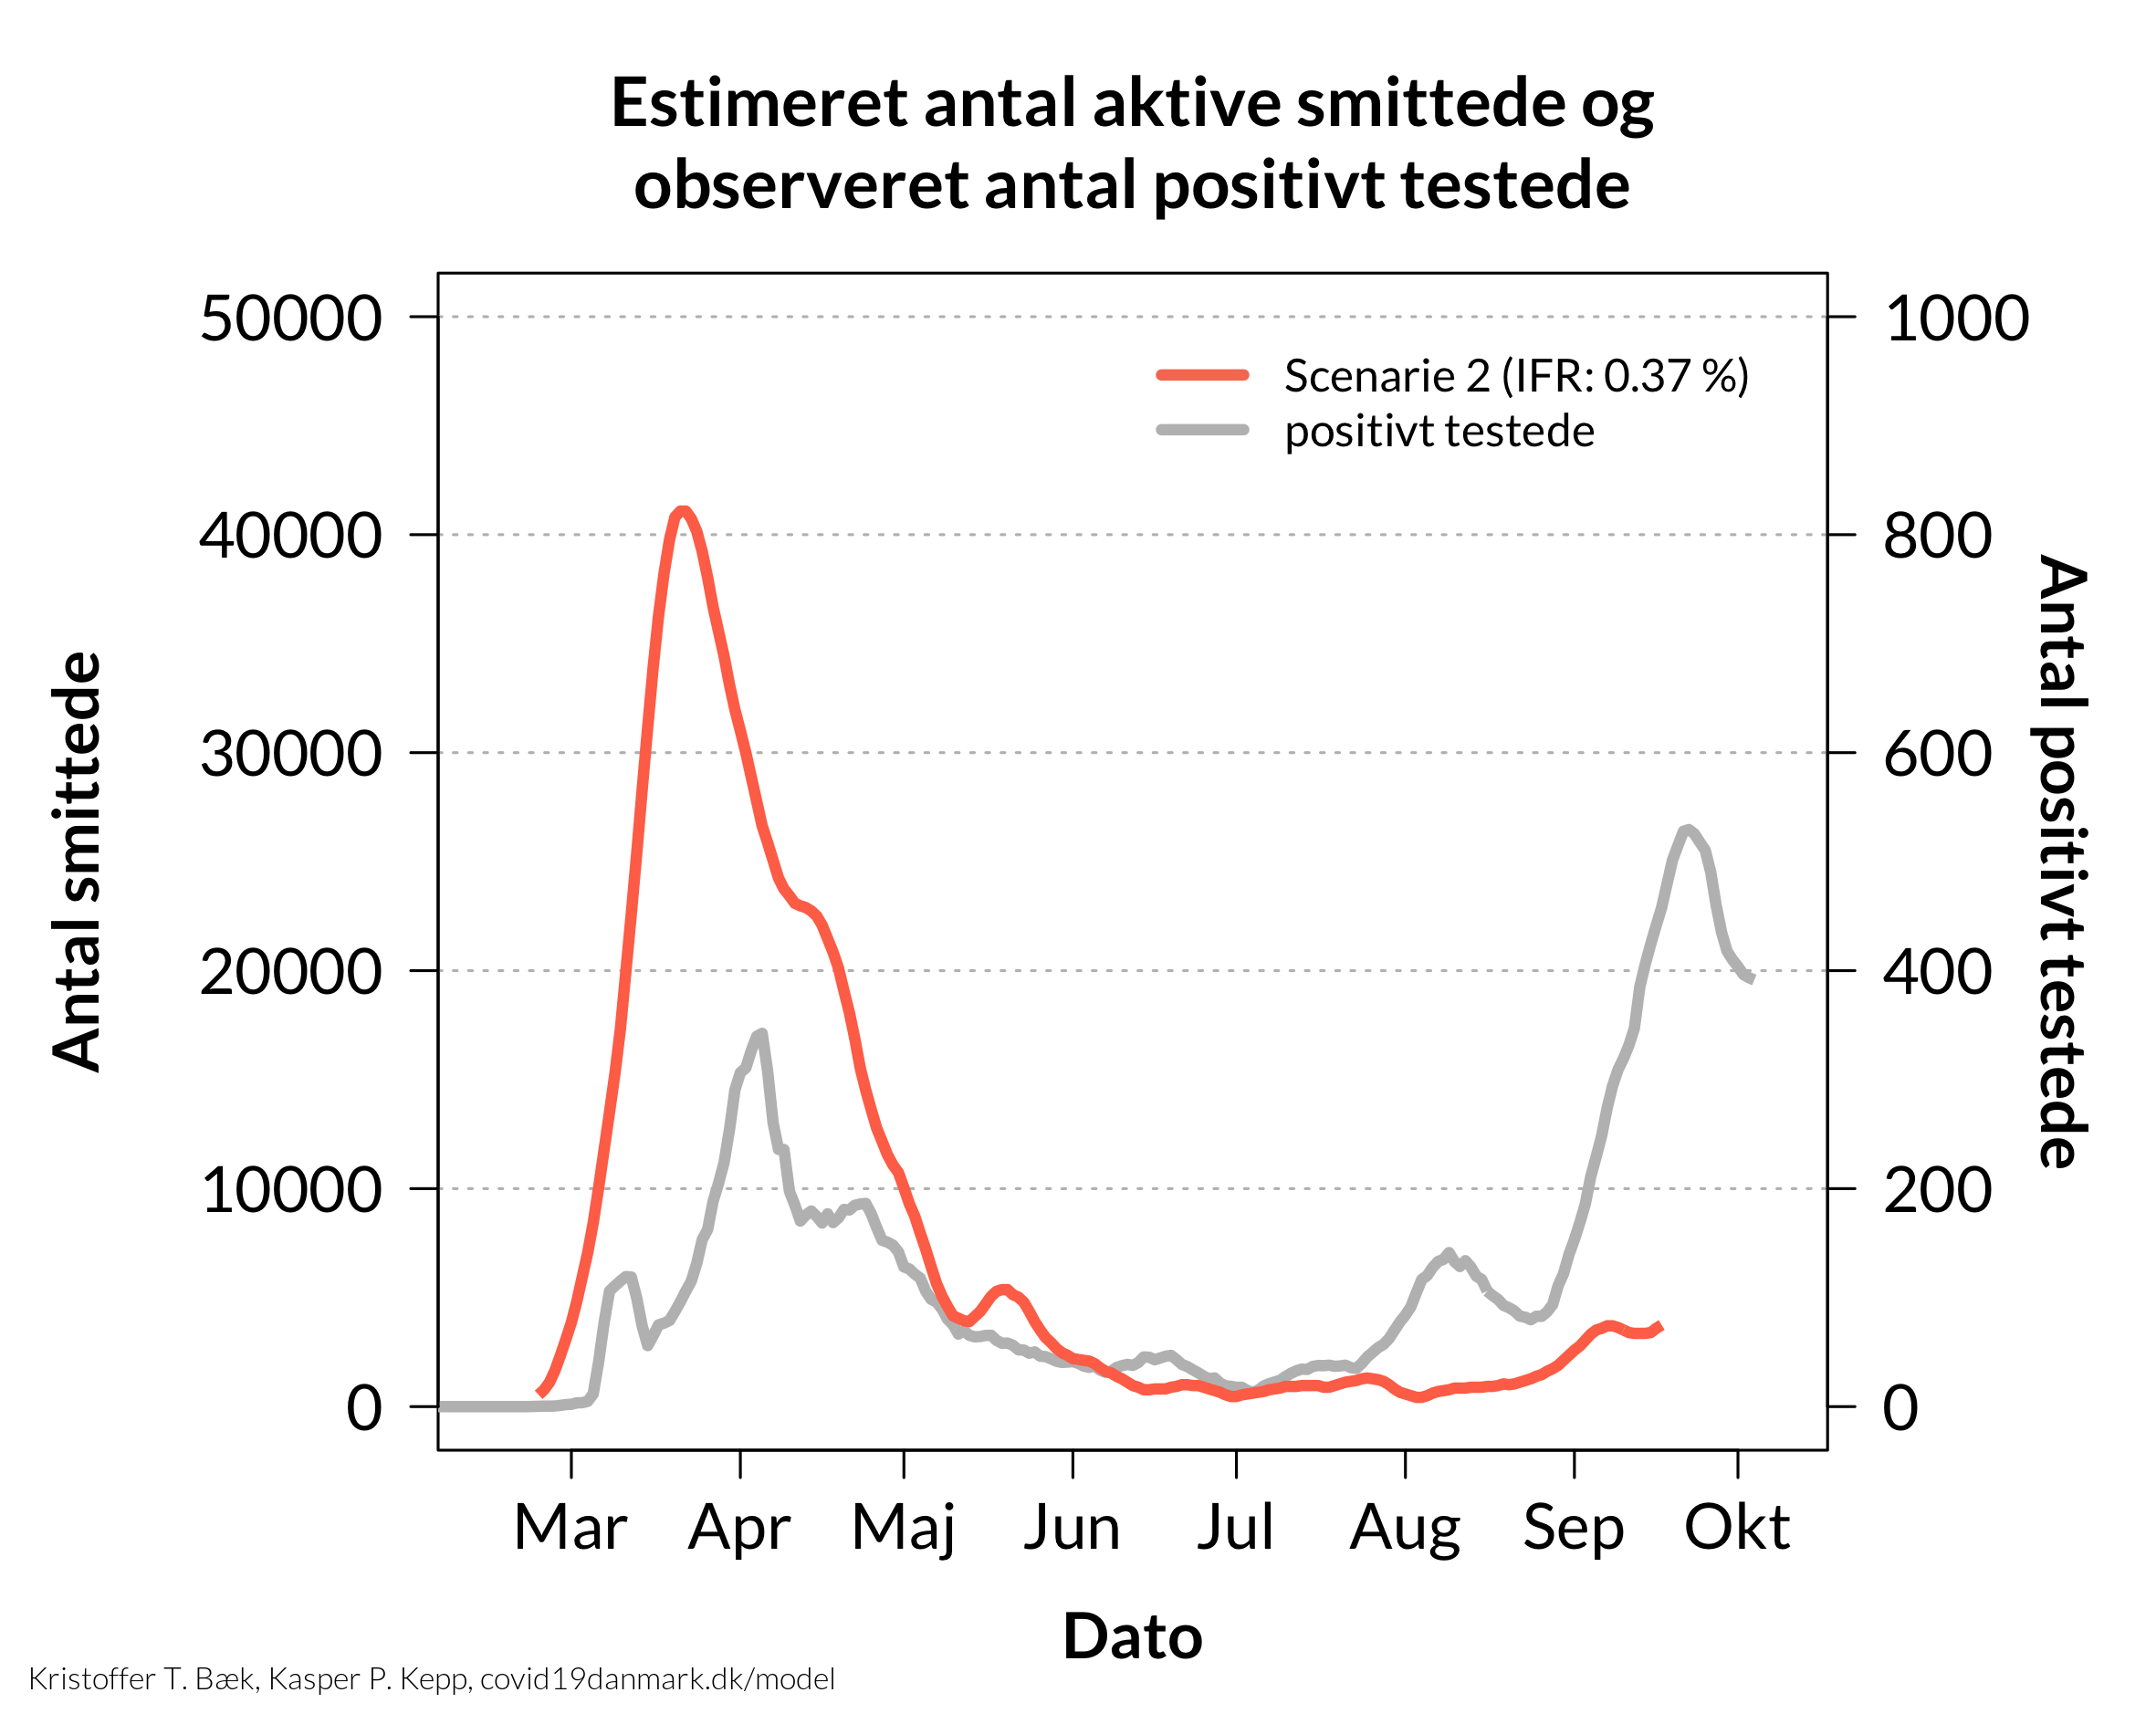 Estimeret antal aktive smittede og
observeret antal positivt testede
Scenarie 2 (IFR: 0.37 %)
positivt testede
Antal smittede
50000
40000
30000
20000
10000
0
Antal positivt testede
1000
800
600
400
200
0
Mar Apr Maj Jun Jul Aug Sep Okt
Dato
Kristoffer T. Bæk, Kasper P. Kepp, covid19danmark.dk/model